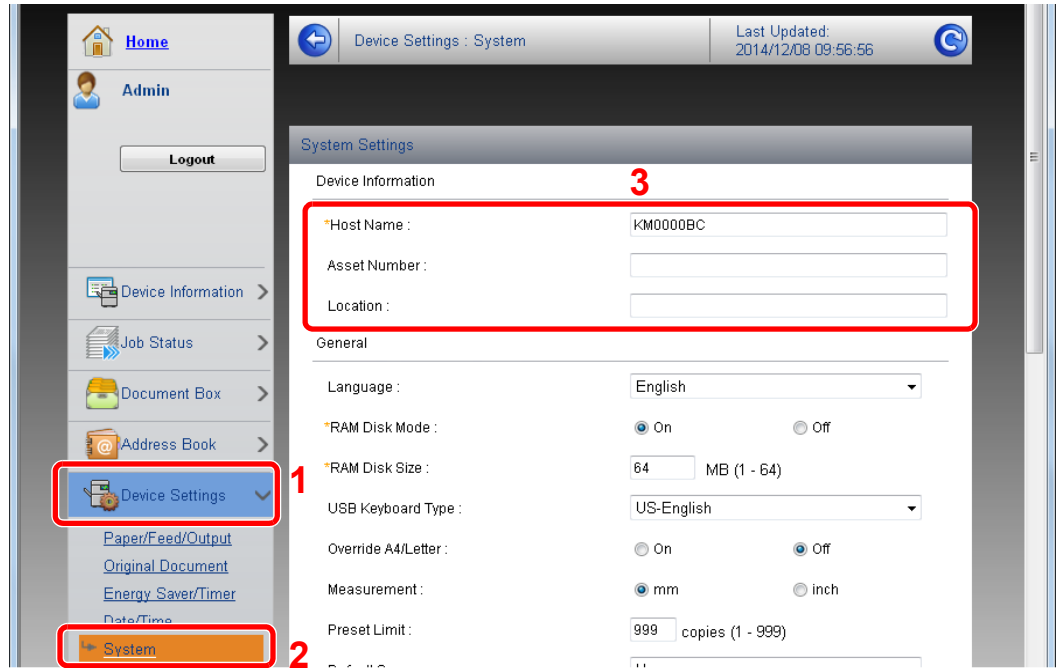 Home
Admin
Logout
Device Information
Job Status
Document Box
Address Book
Device Settings
1
Paper/Feed/Output
Original Document
Energy Saver/Timer
Date/Time
System
2
Device Settings : System
Last Updated:
2014/12/08 09:56:56
System Settings
Device Information
3
*Host Name : KM0000BC
Asset Number :
Location :
General
Language : English
*RAM Disk Mode : On Off
*RAM Disk Size : 64 MB (1 - 64)
USB Keyboard Type : US-English
Override A4/Letter : On Off
Measurement : mm inch
Preset Limit : 999 copies (1 - 999)